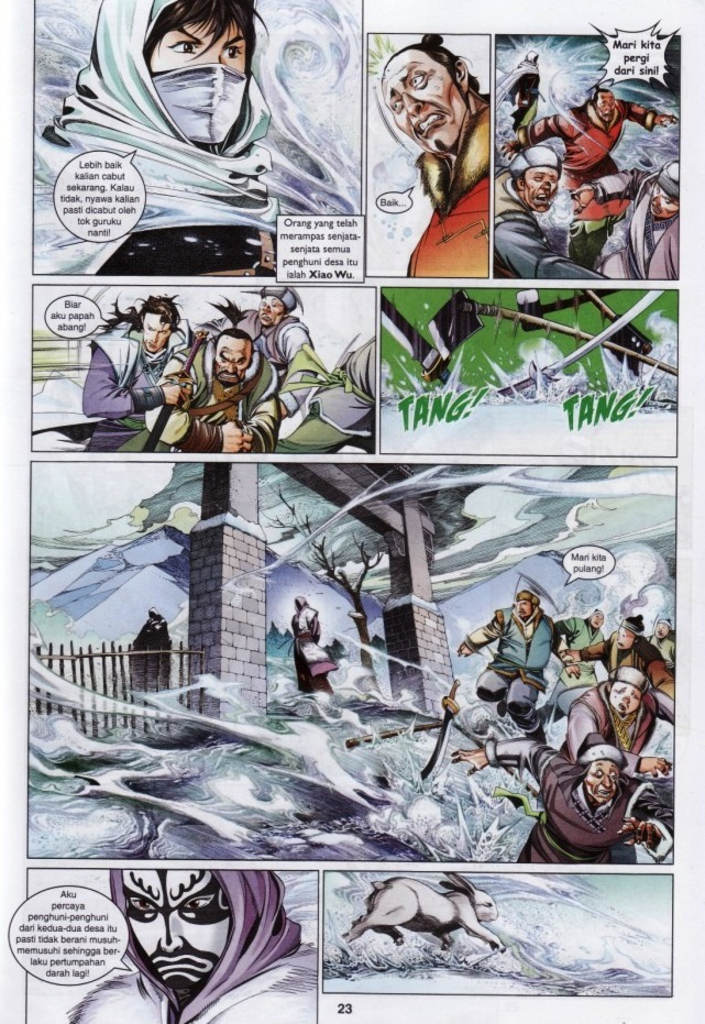 Lebih baik
kalian cabut
sekarang. Kalau
tidak, nyawa kalian
pasti dicabut oleh
tok guruku
nanti!
Orang yang telah
merampas senjata-
senjata semua
penghuni desa itu
ialah Xiao Wu.
Baik...
Mari kita
pergi
dari sini!
Biar
aku papah
abang!
TANG!
TANG!
Mari kita
pulang!
Aku
percaya
penghuni-penghuni
dari kedua-dua desa itu
pasti tidak berani musuh-
memusuhi sehingga ber-
laku pertumpahan
darah lagi!
23